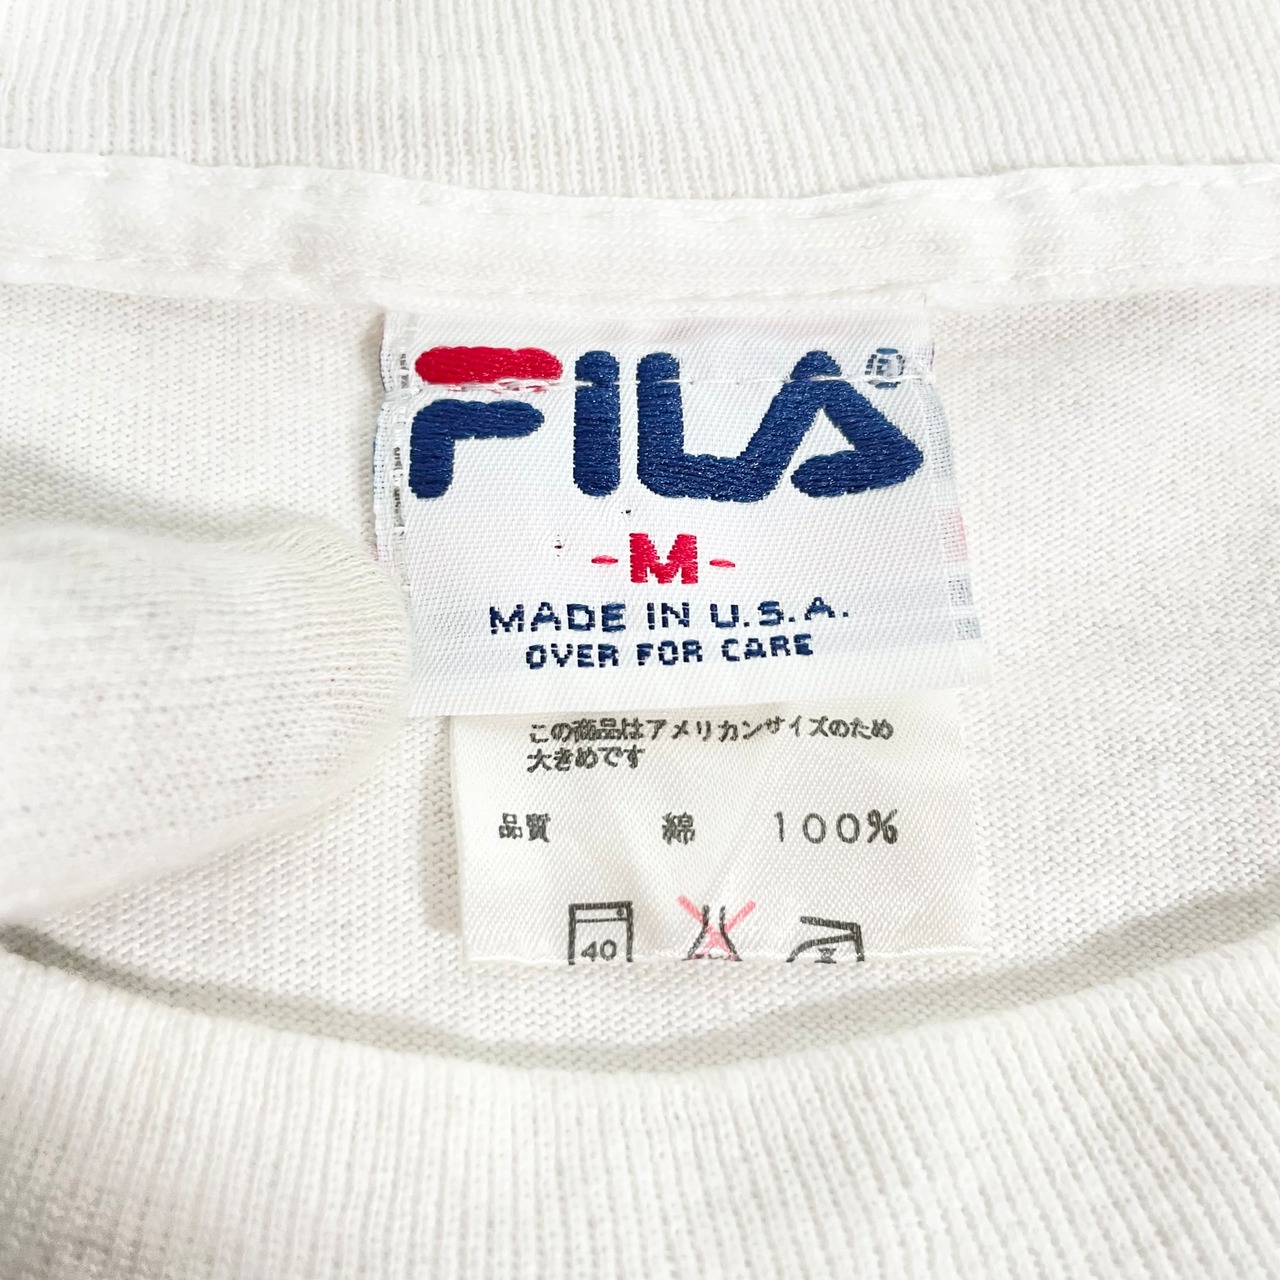 FILA®
-M-
MADE IN U.S.A.
OVER FOR CARE
この商品はアメリカンサイズのため
大きめです
品質 綿 100%
40